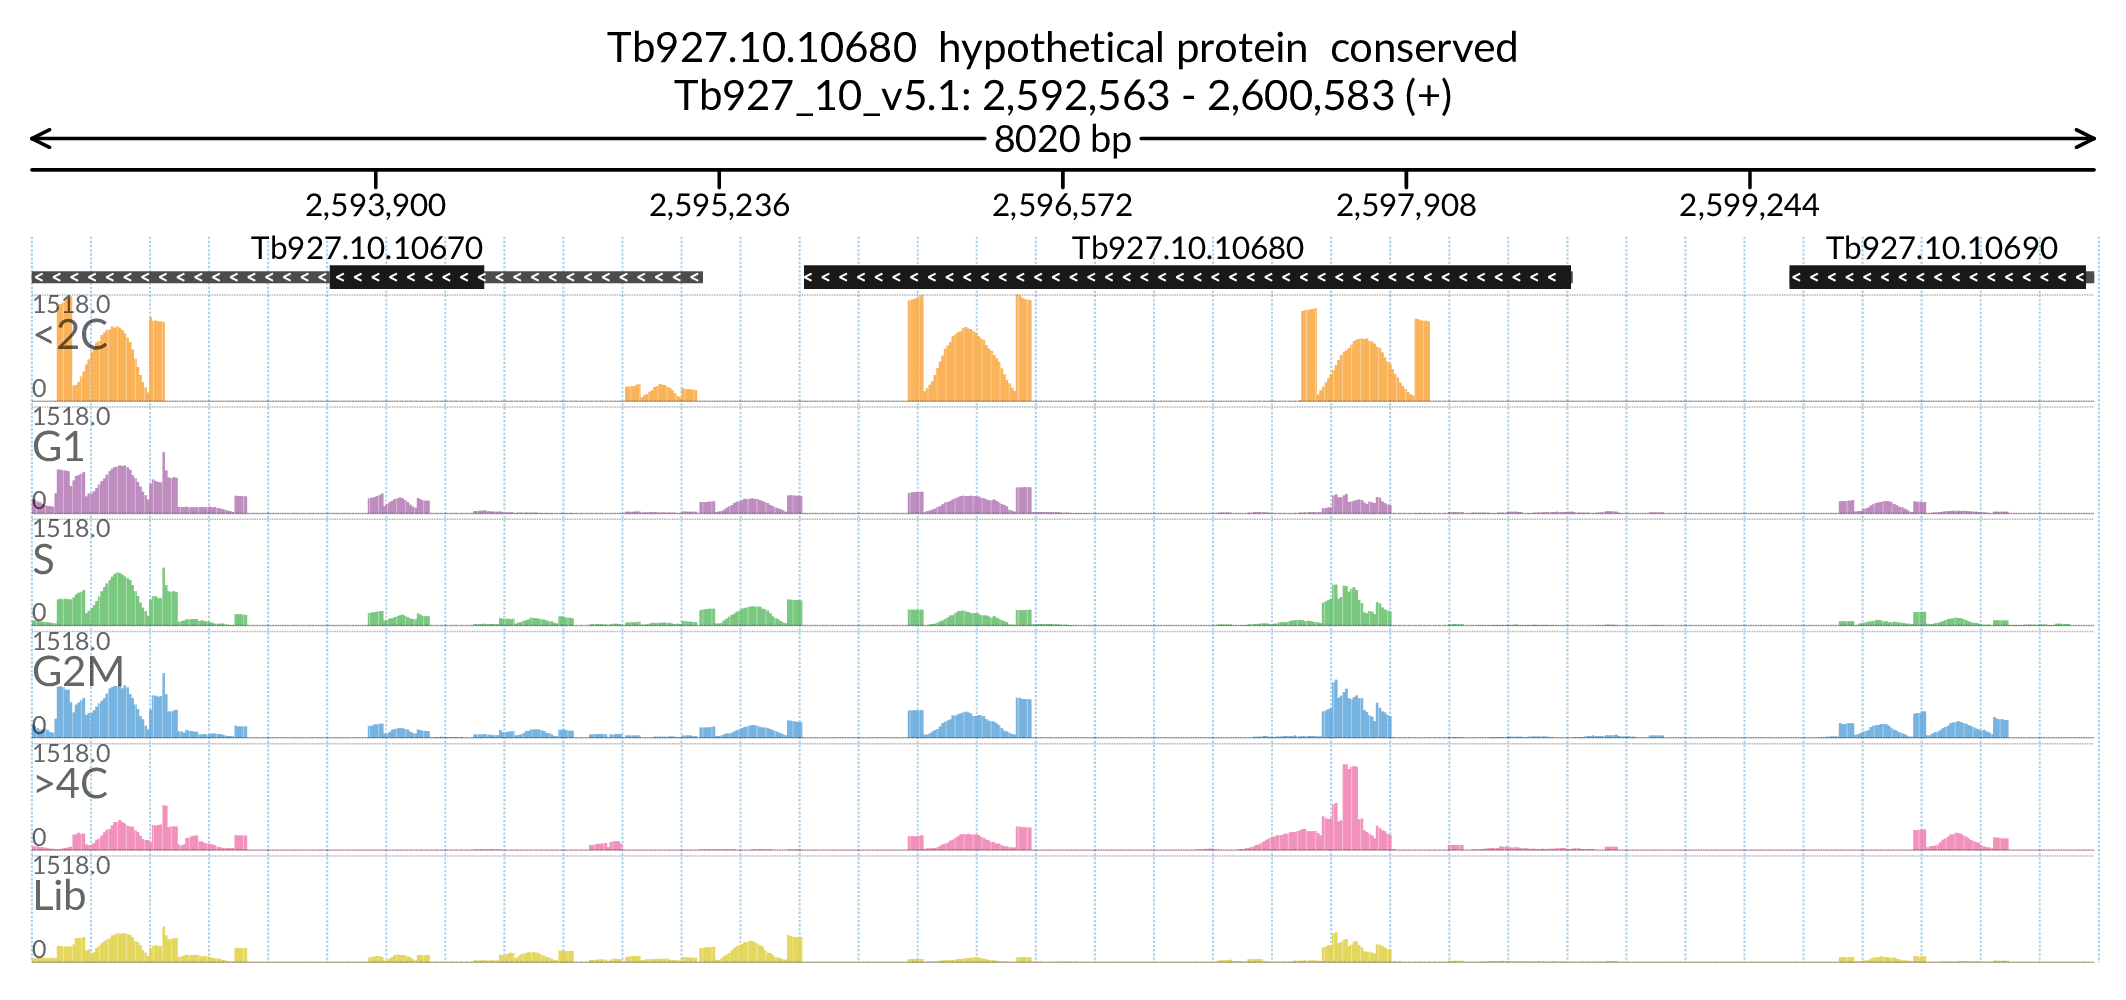 Tb927.10.10680 hypothetical protein conserved
Tb927_10_v5.1: 2,592,563 - 2,600,583 (+)
8020 bp
2,593,900 2,595,236 2,596,572 2,597,908 2,599,244
Tb927.10.10670 Tb927.10.10680 Tb927.10.10690
1518.0
<2C
0
1518.0
G1
0
1518.0
S
0
1518.0
G2M
0
1518.0
>4C
0
1518.0
Lib
0